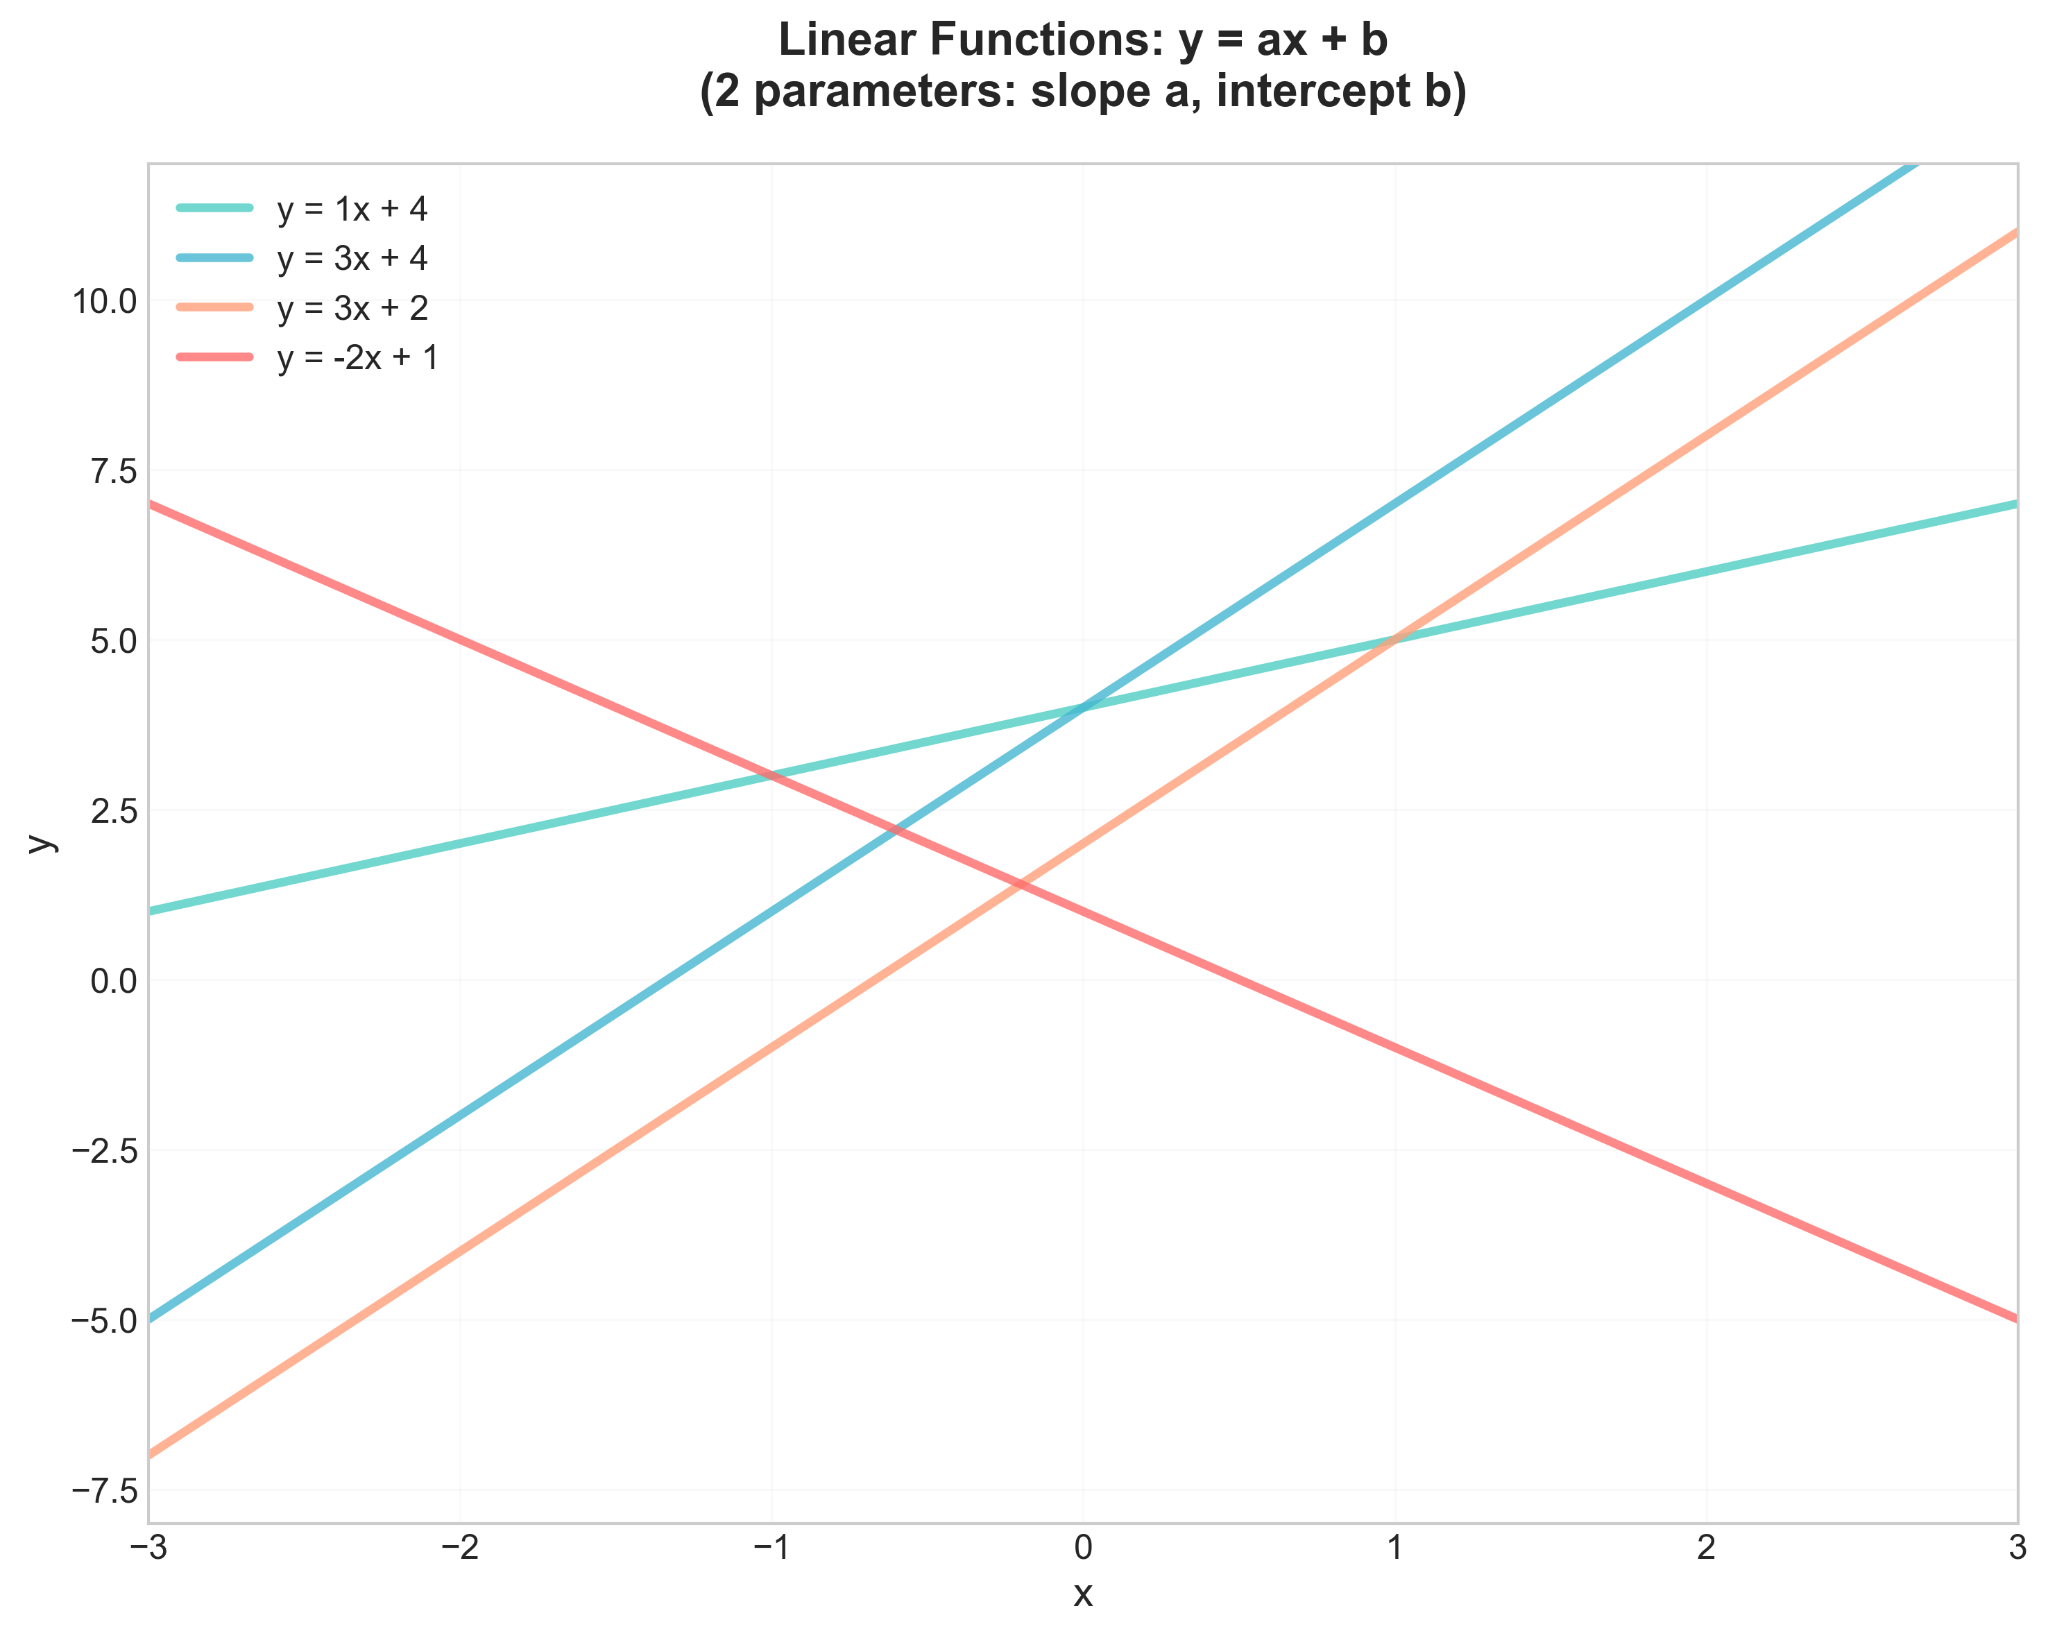 Linear Functions: y = ax + b
(2 parameters: slope a, intercept b)
y = 1x + 4
y = 3x + 4
y = 3x + 2
y = -2x + 1
10.0
7.5
5.0
2.5
0.0
−2.5
−5.0
−7.5
y
−3 −2 −1 0 1 2 3
x